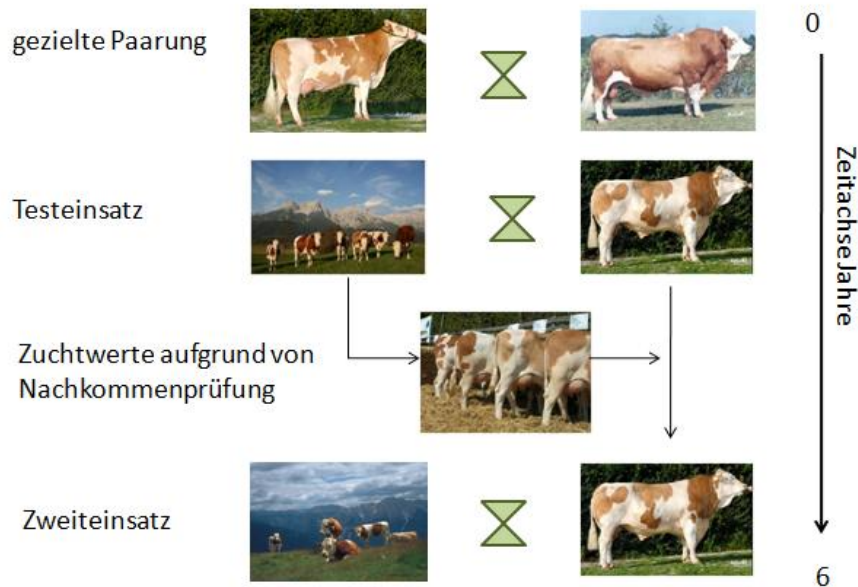 gezielte Paarung
0
Testeinsatz
Zeitachse Jahre
Zuchtwerte aufgrund von
Nachkommenprüfung
Zweiteinsatz
6